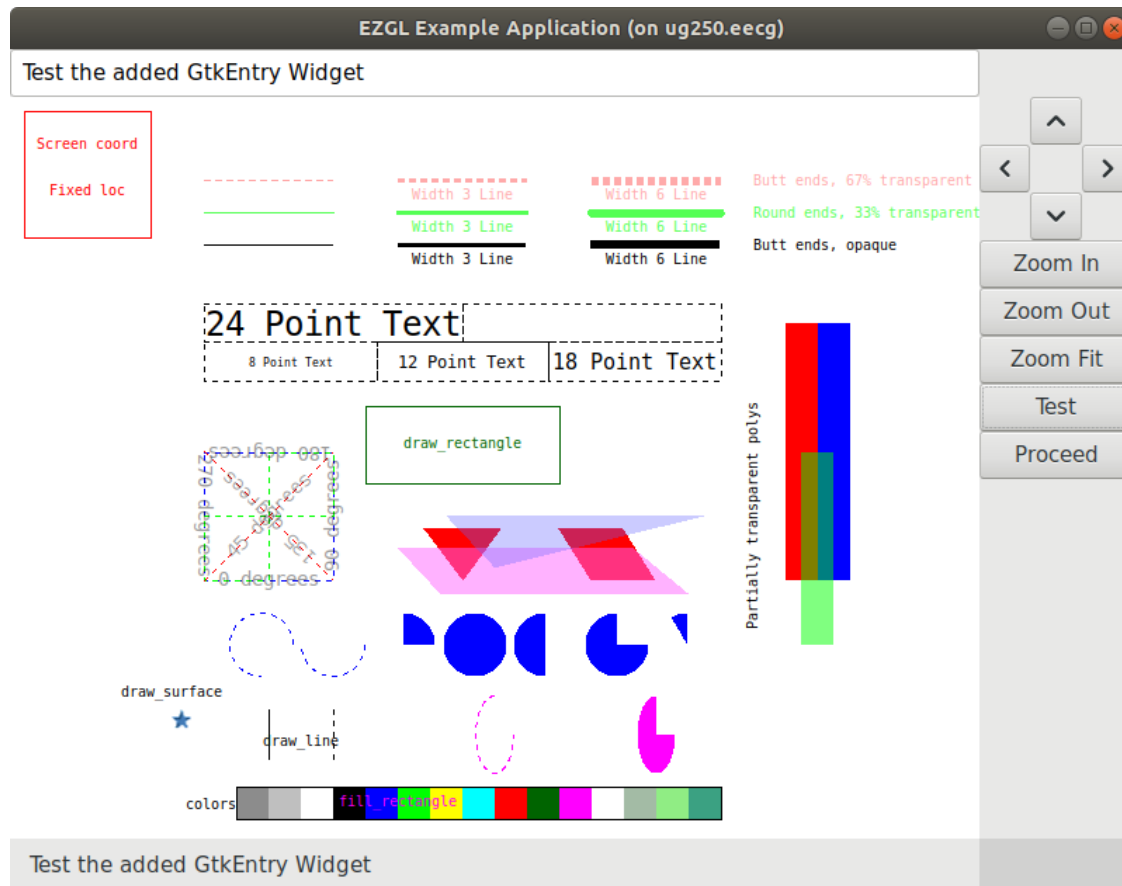 EZGL Example Application (on ug250.eecg)
Test the added GtkEntry Widget
Screen coord
Fixed loc
Width 3 Line
Width 6 Line
Butt ends, 67% transparent
Width 3 Line
Width 6 Line
Round ends, 33% transparent
Width 3 Line
Width 6 Line
Butt ends, opaque
Zoom In
Zoom Out
Zoom Fit
Test
Proceed
24 Point Text
8 Point Text
12 Point Text
18 Point Text
draw_rectangle
Partially transparent polys
180 degrees
270 degrees
90 degrees
45 degrees
135 degrees
0 degrees
draw_surface
draw_line
colors
fill_rectangle
Test the added GtkEntry Widget